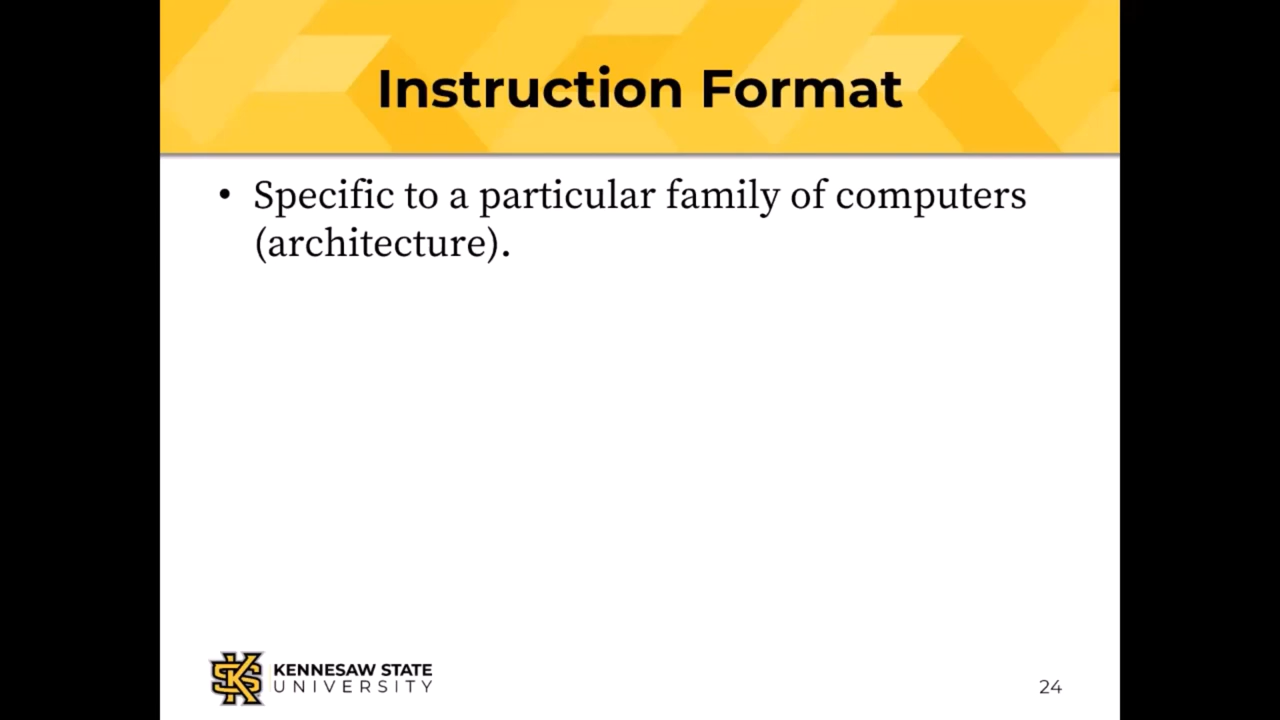 Instruction Format
• Specific to a particular family of computers
(architecture).
KENNESAW STATE
UNIVERSITY
24